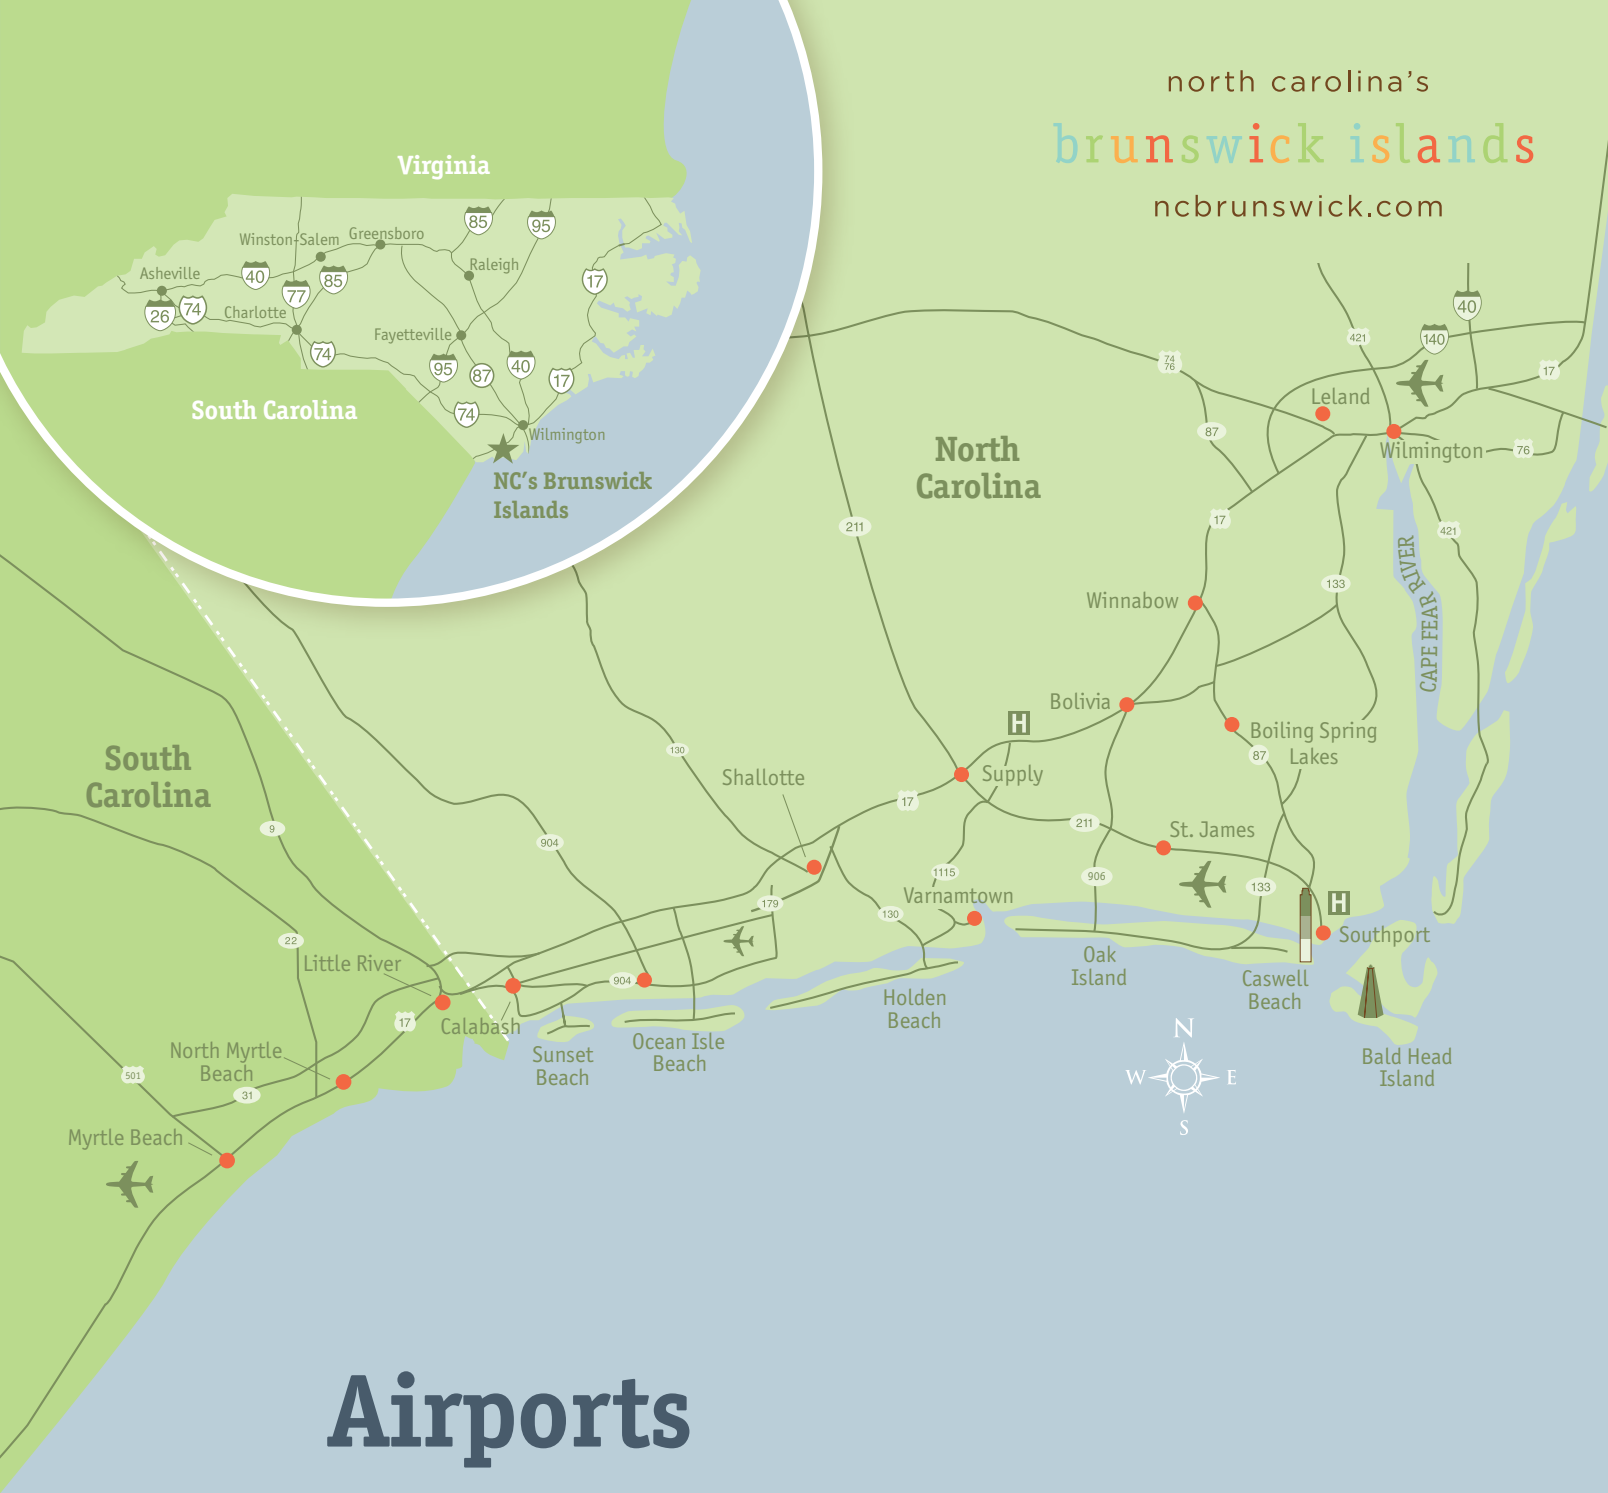 north carolina's
brunswick islands
ncbrunswick.com
Virginia
85
95
Winston-Salem
Greensboro
Asheville
40
85
77
Raleigh
17
26
74
Charlotte
Fayetteville
74
95
87
40
17
South Carolina
74
Wilmington
NC's Brunswick
Islands
40
421
140
74
76
17
Leland
87
Wilmington
76
North
Carolina
17
211
421
CAPE FEAR RIVER
133
Winnabow
Bolivia
H
Boiling Spring
Lakes
87
South
Carolina
130
Shallotte
Supply
17
211
St. James
9
904
1115
906
133
Varnamtown
179
130
H
22
Southport
Little River
904
Oak
Island
Caswell
Beach
Holden
Beach
17
Calabash
Sunset
Beach
Ocean Isle
Beach
N
W
E
S
Bald Head
Island
North Myrtle
Beach
501
31
Myrtle Beach
Airports